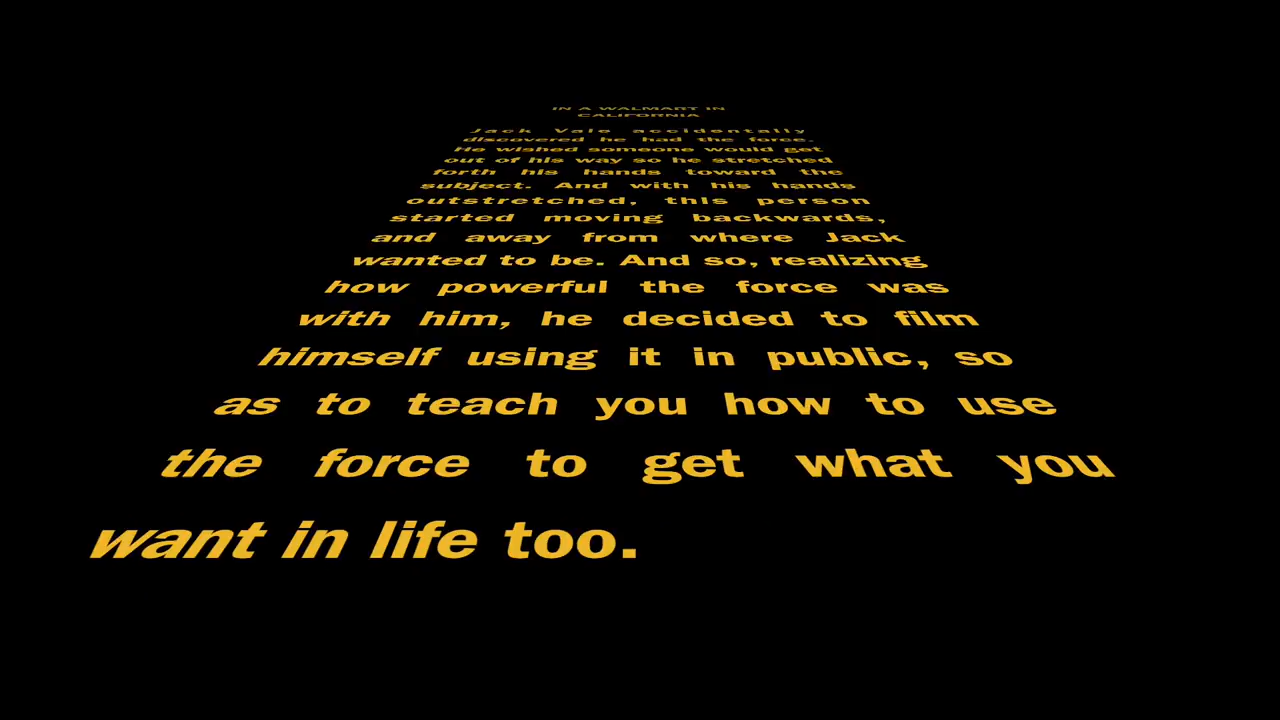 IN A WALMART IN
CALIFORNIA
Jack Vale accidentally
discovered he had the force.
He wished someone would get
out of his way so he stretched
forth his hands toward the
subject. And with his hands
outstretched, this person
started moving backwards,
and away from where Jack
wanted to be. And so, realizing
how powerful the force was
with him, he decided to film
himself using it in public, so
as to teach you how to use
the force to get what you
want in life too.